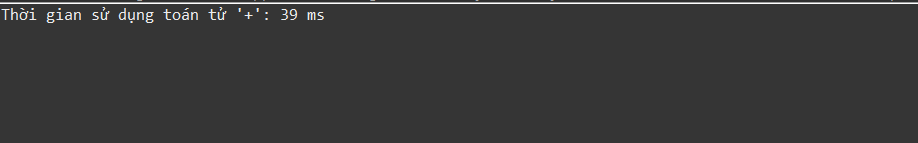 Thời gian sử dụng toán tử '+': 39 ms